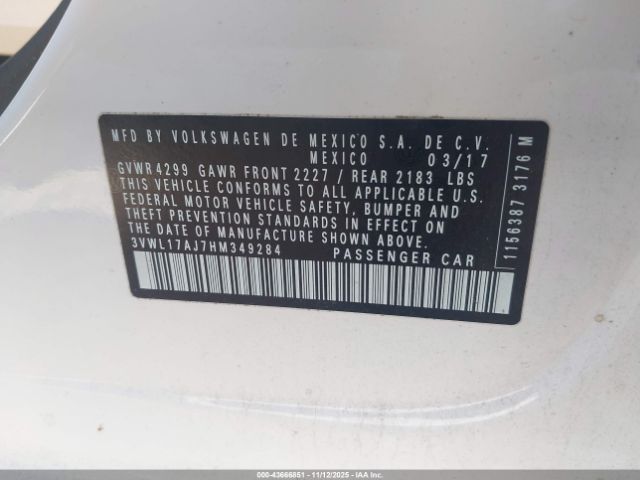 MFD BY VOLKSWAGEN DE MEXICO S.A. DE C.V.
MEXICO 03/17
GVWR 4299 GAWR FRONT 2227 / REAR 2183 LBS
THIS VEHICLE CONFORMS TO ALL APPLICABLE U.S.
FEDERAL MOTOR VEHICLE SAFETY, BUMPER AND
THEFT PREVENTION STANDARDS IN EFFECT ON
THE DATE OF MANUFACTURE SHOWN ABOVE.
3VWL17AJ7HM349284 PASSENGER CAR
1156387 3176 M
000-43666851 - 11/12/2025 - IAA Inc.